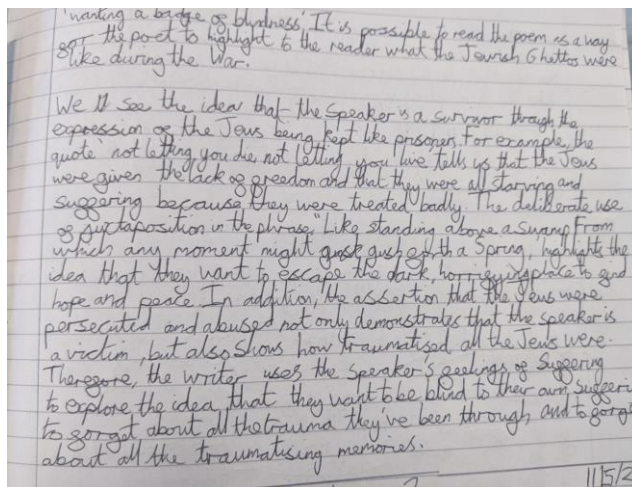 'wanting a badge of blindness'. It is possible to read the poem as a way
for the poet to highlight to the reader what the Jewish Ghettos were
like during the War.
We see the idea that the speaker is a survivor through the
expression of the Jews being kept like prisoners. For example, the
quote 'not letting you die not letting you live' tells us that the Jews
were given the lack of freedom and that they were all starving and
suffering because they were treated badly. The deliberate use
of juxtaposition in the phrase, "Like standing above a swamp from
which any moment might gush forth a Spring, highlights the
idea that they want to escape the dark, horrifying place to find
hope and peace. In addition, the assertion that the Jews were
persecuted and abused not only demonstrates that the speaker is
a victim, but also shows how traumatised all the Jews were.
Therefore, the writer uses the speaker's feelings of suffering
to explore the idea, that they want to be blind to their own sufferi
to forget about all the trauma they've been through and to forg
about all the traumatising memories.
11/5/2